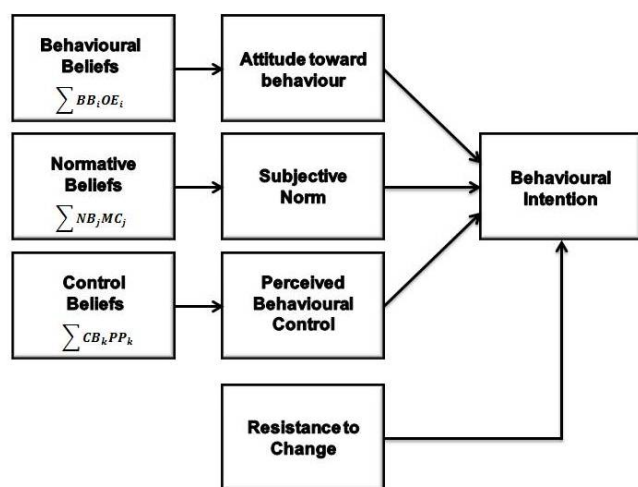 Behavioural
Beliefs
∑ BBᵢOEᵢ
Attitude toward
behaviour
Normative
Beliefs
∑ NBⱼMCⱼ
Subjective
Norm
Behavioural
Intention
Control
Beliefs
∑ CBₖPPₖ
Perceived
Behavioural
Control
Resistance to
Change